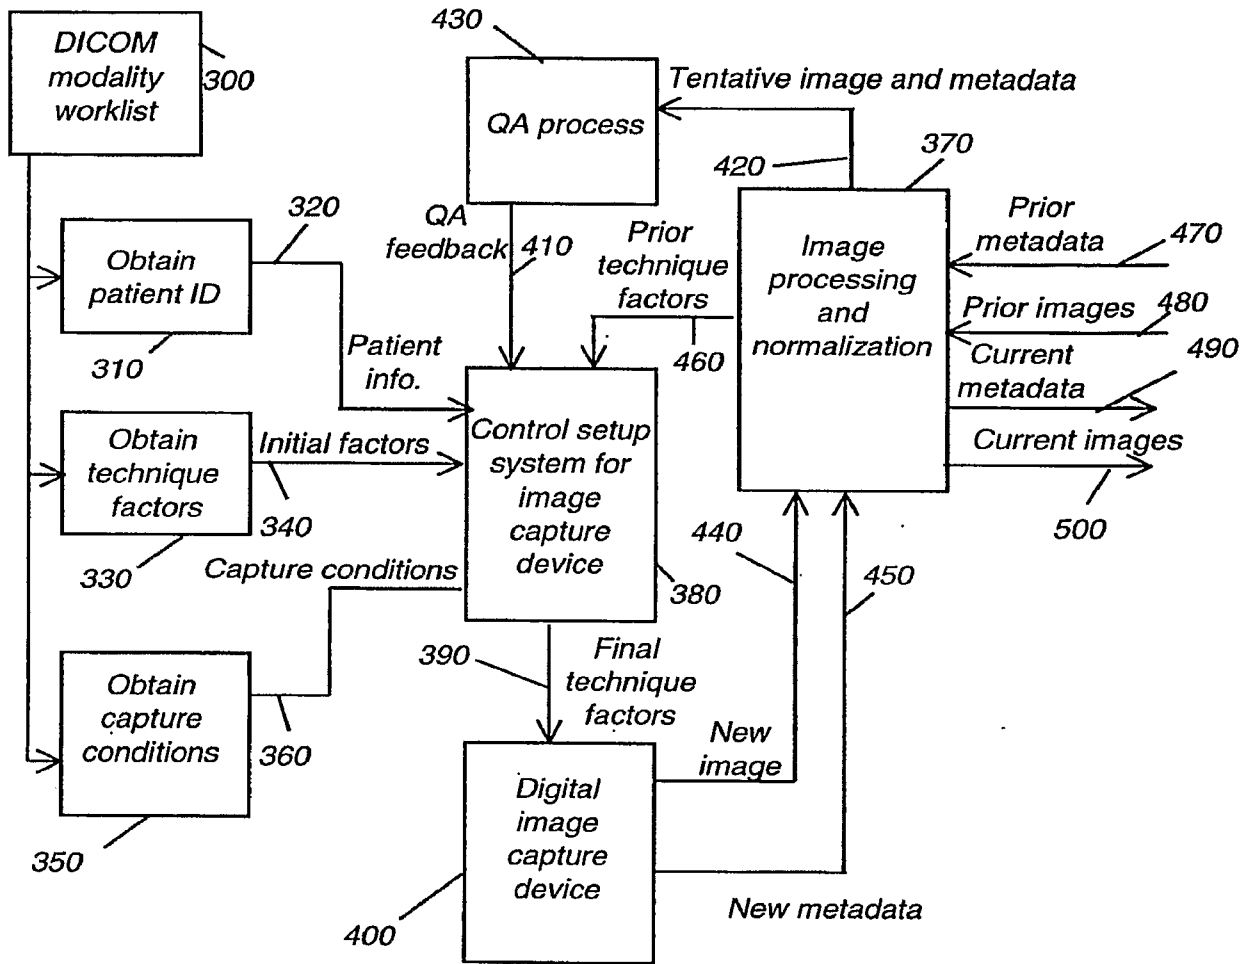 DICOM
modality
worklist
300
430
QA process
Tentative image and metadata
420
370
320
Obtain
patient ID
310
QA
feedback
410
Prior
technique
factors
460
Image
processing
and
normalization
Prior
metadata
470
Prior images
480
Current
metadata
490
Current images
500
Patient
info.
Obtain
technique
factors
330
Initial factors
340
Control setup
system for
image
capture
device
380
Capture conditions
440
450
Obtain
capture
conditions
350
360
390
Final
technique
factors
New
image
Digital
image
capture
device
400
New metadata